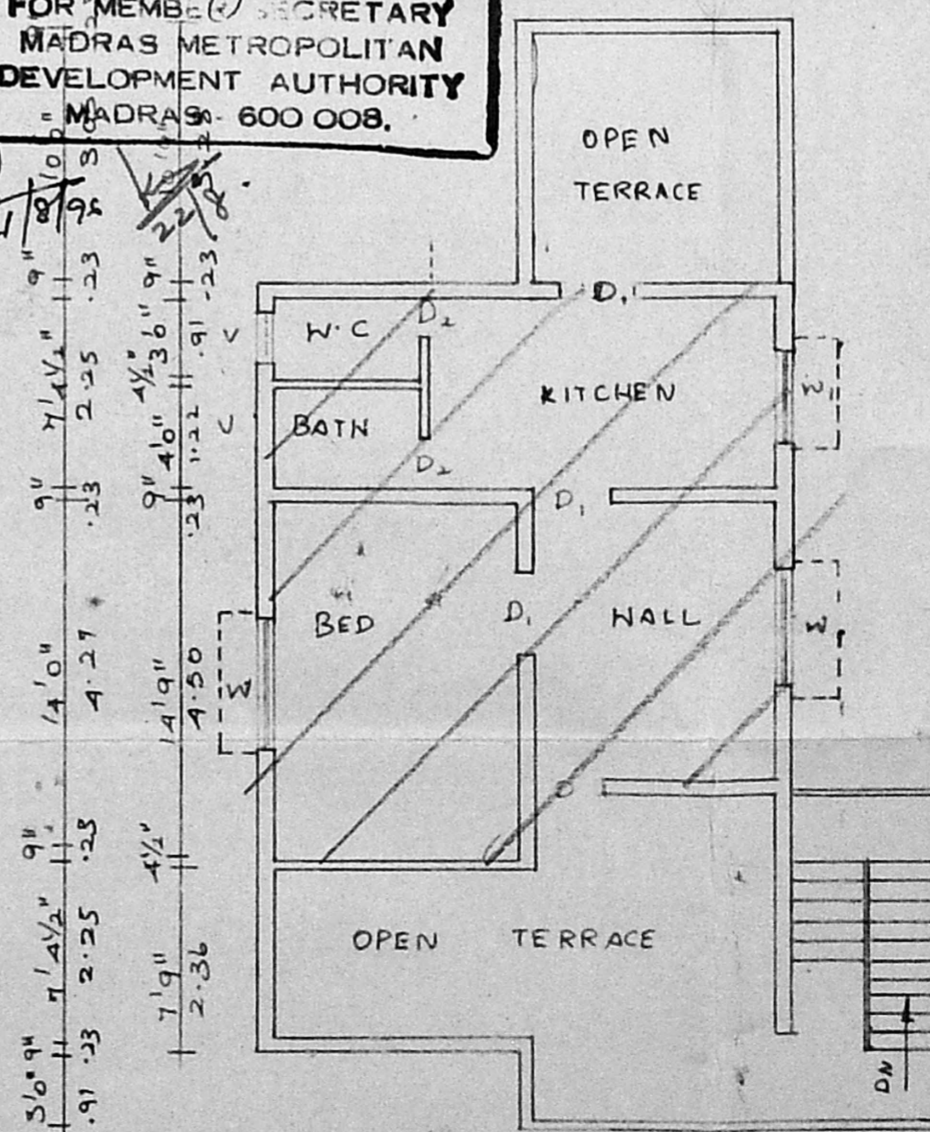 FOR MEMBER SECRETARY
MADRAS METROPOLITAN
DEVELOPMENT AUTHORITY
MADRAS - 600 008.
OPEN
TERRACE
D1
W.C
D2
V
KITCHEN
W1
BATH
V
D2
D1
BED
D1
HALL
W
W
D
OPEN TERRACE
DN
9"
.23
7'4½"
2.25
9"
.23
14'0"
4.27
9"
.23
7'4½"
2.25
9"
.23
3'0"
.91
9"
.23
3'6"
.91
4½"
4'0"
1.22
9"
.23
14'9"
4.50
4½"
7'9"
2.36